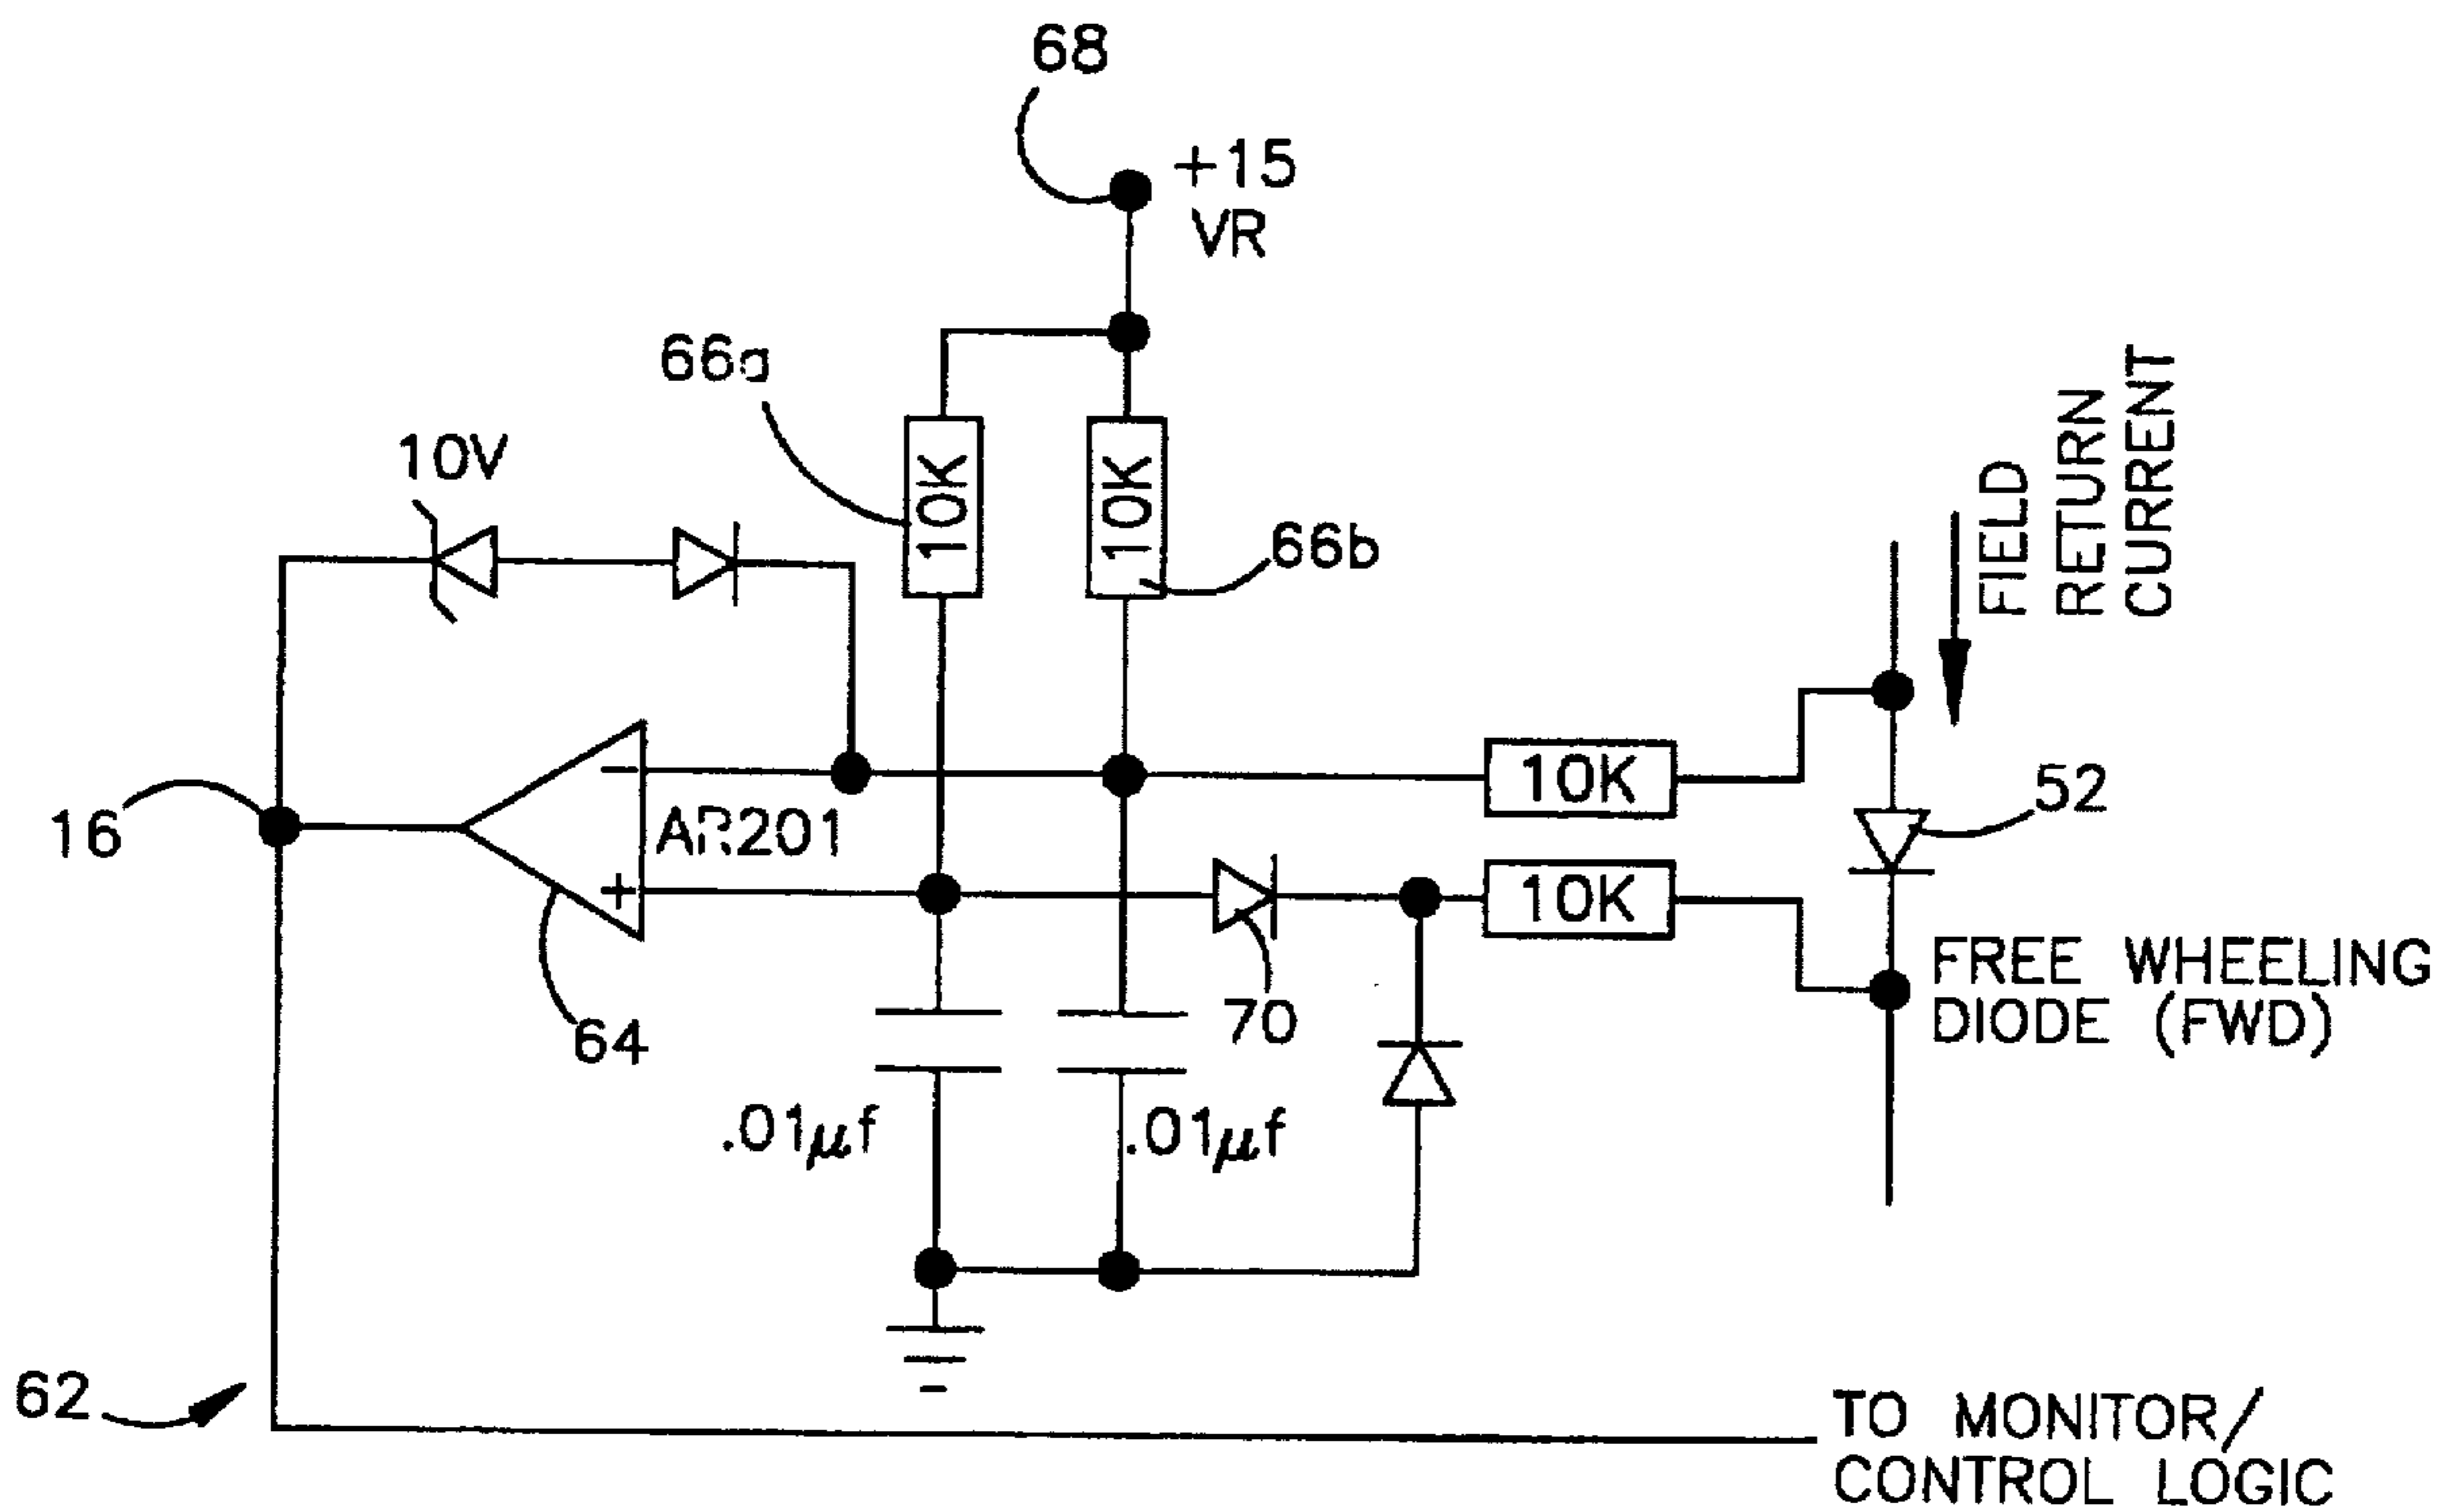 68
+15
VR
66a
10V
10K
10K
66b
FIELD
RETURN
CURRENT
16
AR201
10K
52
10K
64
70
FREE WHEELING
DIODE (FWD)
.01μf
.01μf
62
TO MONITOR/
CONTROL LOGIC